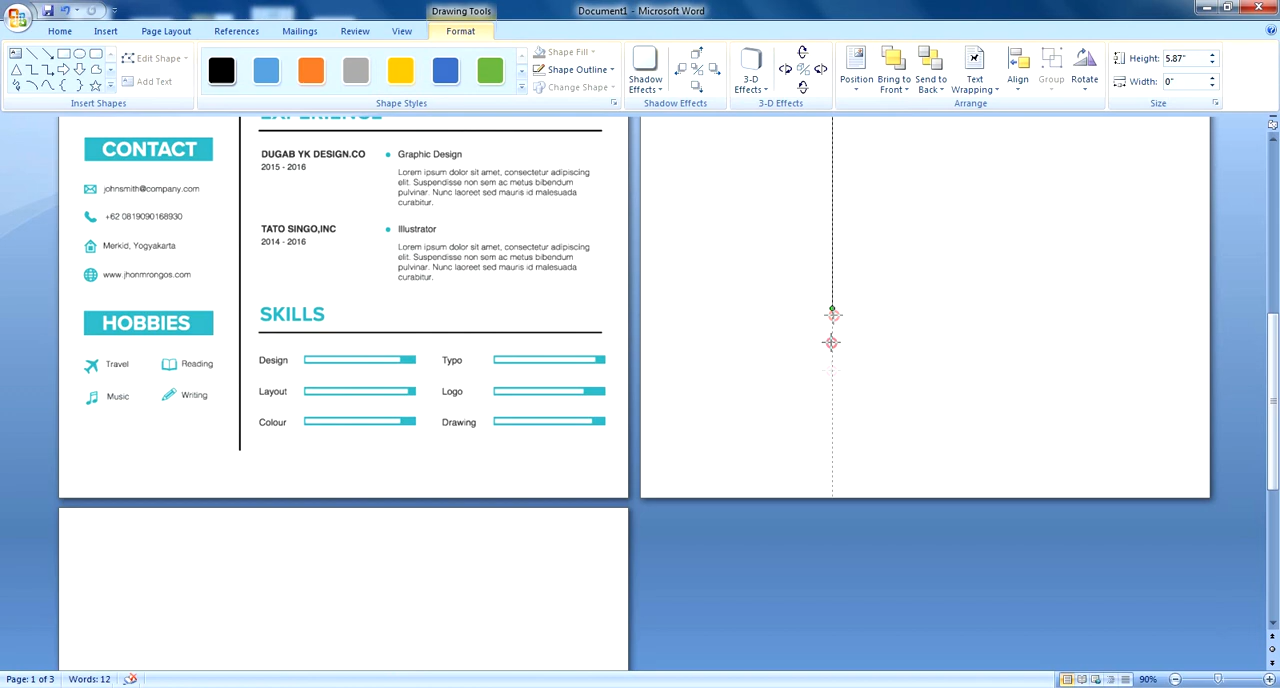 Drawing Tools
Document1 - Microsoft Word
Home Insert Page Layout References Mailings Review View Format
Edit Shape
Add Text
Insert Shapes
Shape Styles
Shape Fill
Shape Outline
Change Shape
Shadow
Effects
Shadow Effects
3-D
Effects
3-D Effects
Position
Bring to
Front
Send to
Back
Text
Wrapping
Align
Group
Rotate
Arrange
Height: 5.87"
Width: 0"
Size
EXPERIENCE
CONTACT
johnsmith@company.com
+62 0819090168930
Merkid, Yogyakarta
www.jhonmrongos.com
HOBBIES
Travel Reading
Music Writing
DUGAB YK DESIGN.CO
2015 - 2016
Graphic Design
Lorem ipsum dolor sit amet, consectetur adipiscing
elit. Suspendisse non sem ac metus bibendum
pulvinar. Nunc laoreet sed mauris id malesuada
curabitur.
TATO SINGO,INC
2014 - 2016
Illustrator
Lorem ipsum dolor sit amet, consectetur adipiscing
elit. Suspendisse non sem ac metus bibendum
pulvinar. Nunc laoreet sed mauris id malesuada
curabitur.
SKILLS
Design Typo
Layout Logo
Colour Drawing
Page: 1 of 3 Words: 12 90%